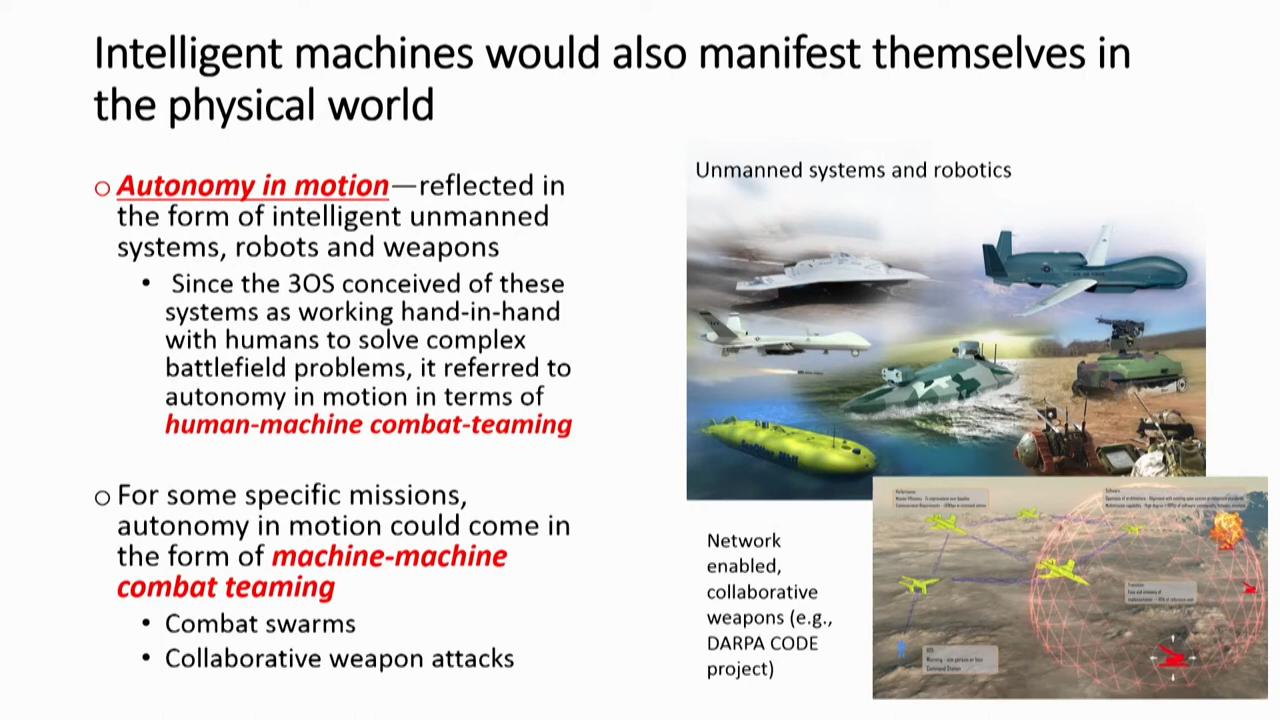 Intelligent machines would also manifest themselves in
the physical world
o Autonomy in motion—reflected in
the form of intelligent unmanned
systems, robots and weapons
• Since the 3OS conceived of these
systems as working hand-in-hand
with humans to solve complex
battlefield problems, it referred to
autonomy in motion in terms of
human-machine combat-teaming
o For some specific missions,
autonomy in motion could come in
the form of machine-machine
combat teaming
• Combat swarms
• Collaborative weapon attacks
Unmanned systems and robotics
Network
enabled,
collaborative
weapons (e.g.,
DARPA CODE
project)
Command Station